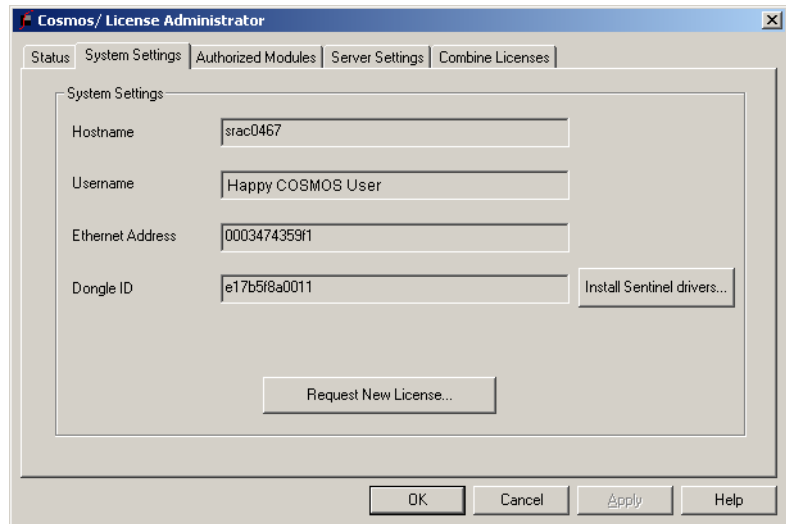 Cosmos/ License Administrator
Status System Settings Authorized Modules Server Settings Combine Licenses
System Settings
Hostname srac0467
Username Happy COSMOS User
Ethernet Address 0003474359f1
Dongle ID e17b5f8a0011 Install Sentinel drivers...
Request New License...
OK Cancel Apply Help